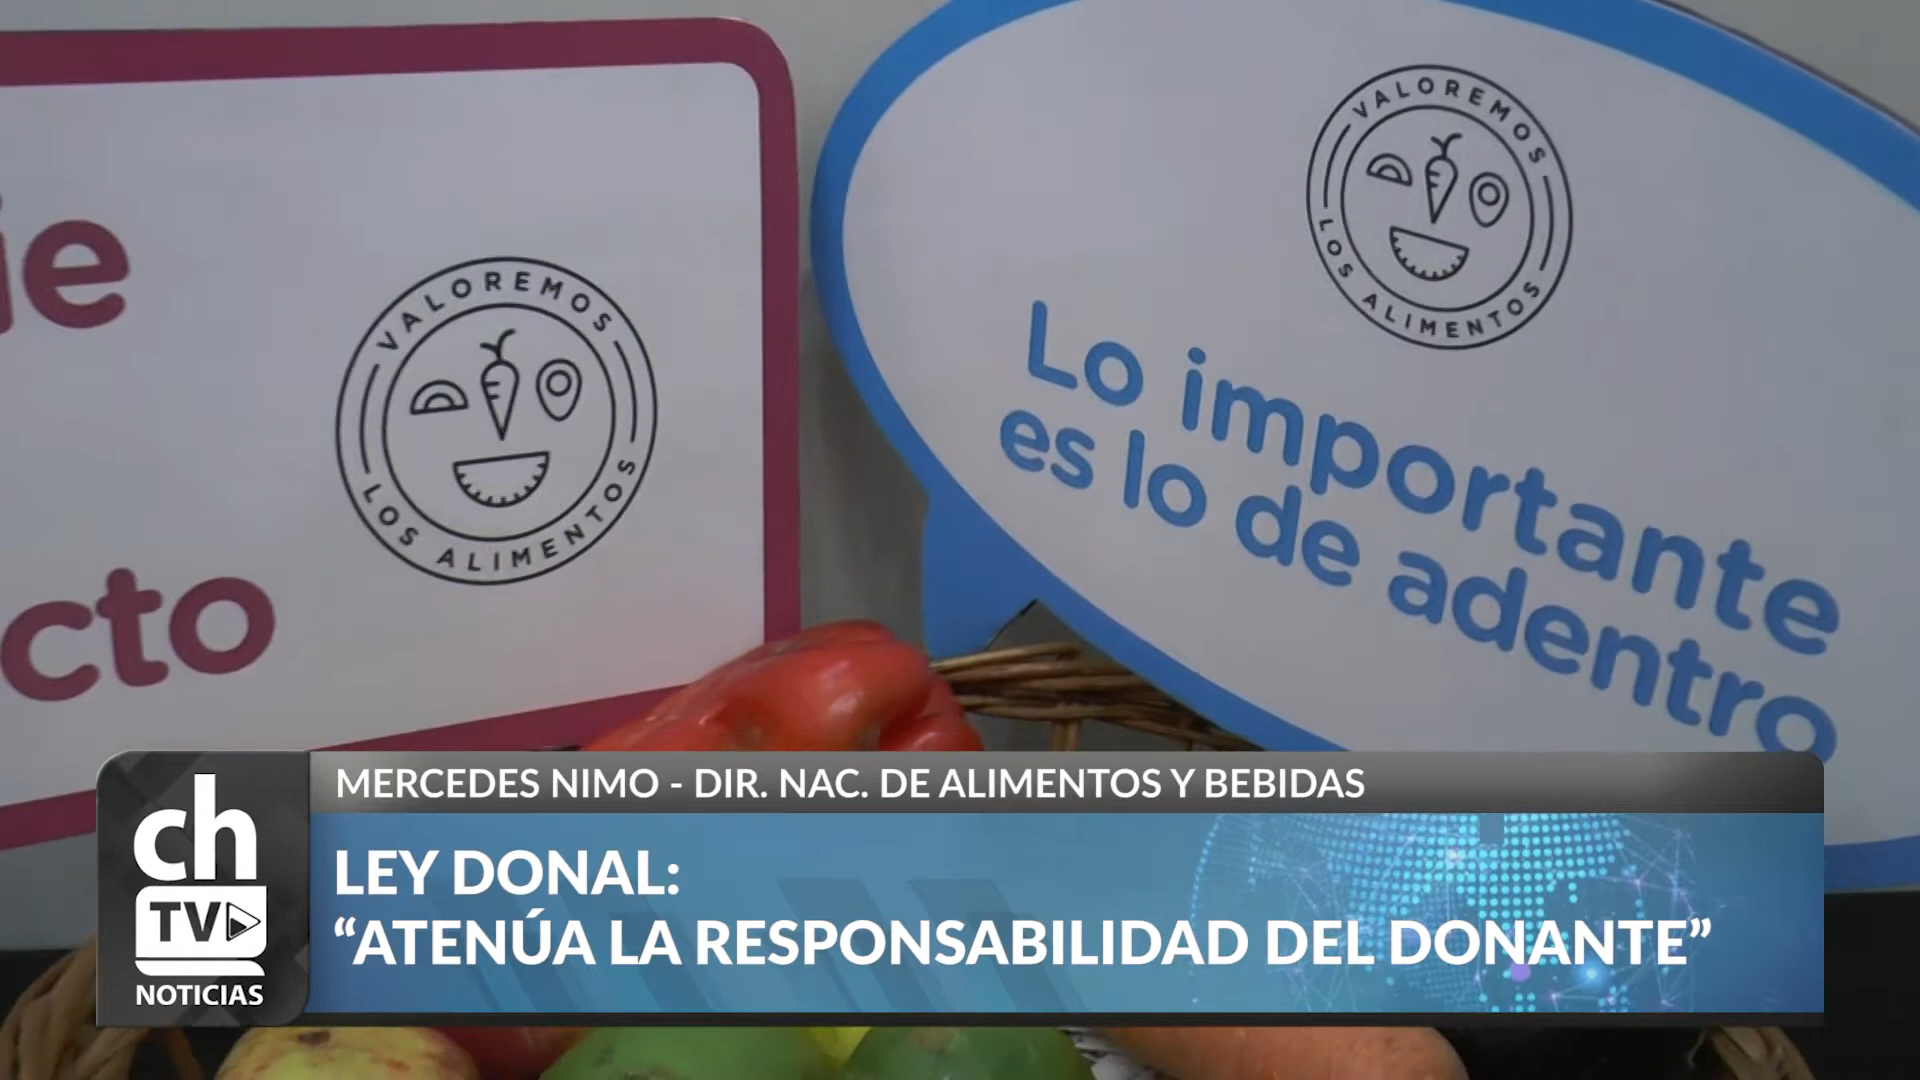 ie
cto
VALOREMOS
LOS ALIMENTOS
VALOREMOS
LOS ALIMENTOS
Lo importante
es lo de adentro
MERCEDES NIMO - DIR. NAC. DE ALIMENTOS Y BEBIDAS
LEY DONAL:
“ATENÚA LA RESPONSABILIDAD DEL DONANTE”
ch
TV
NOTICIAS